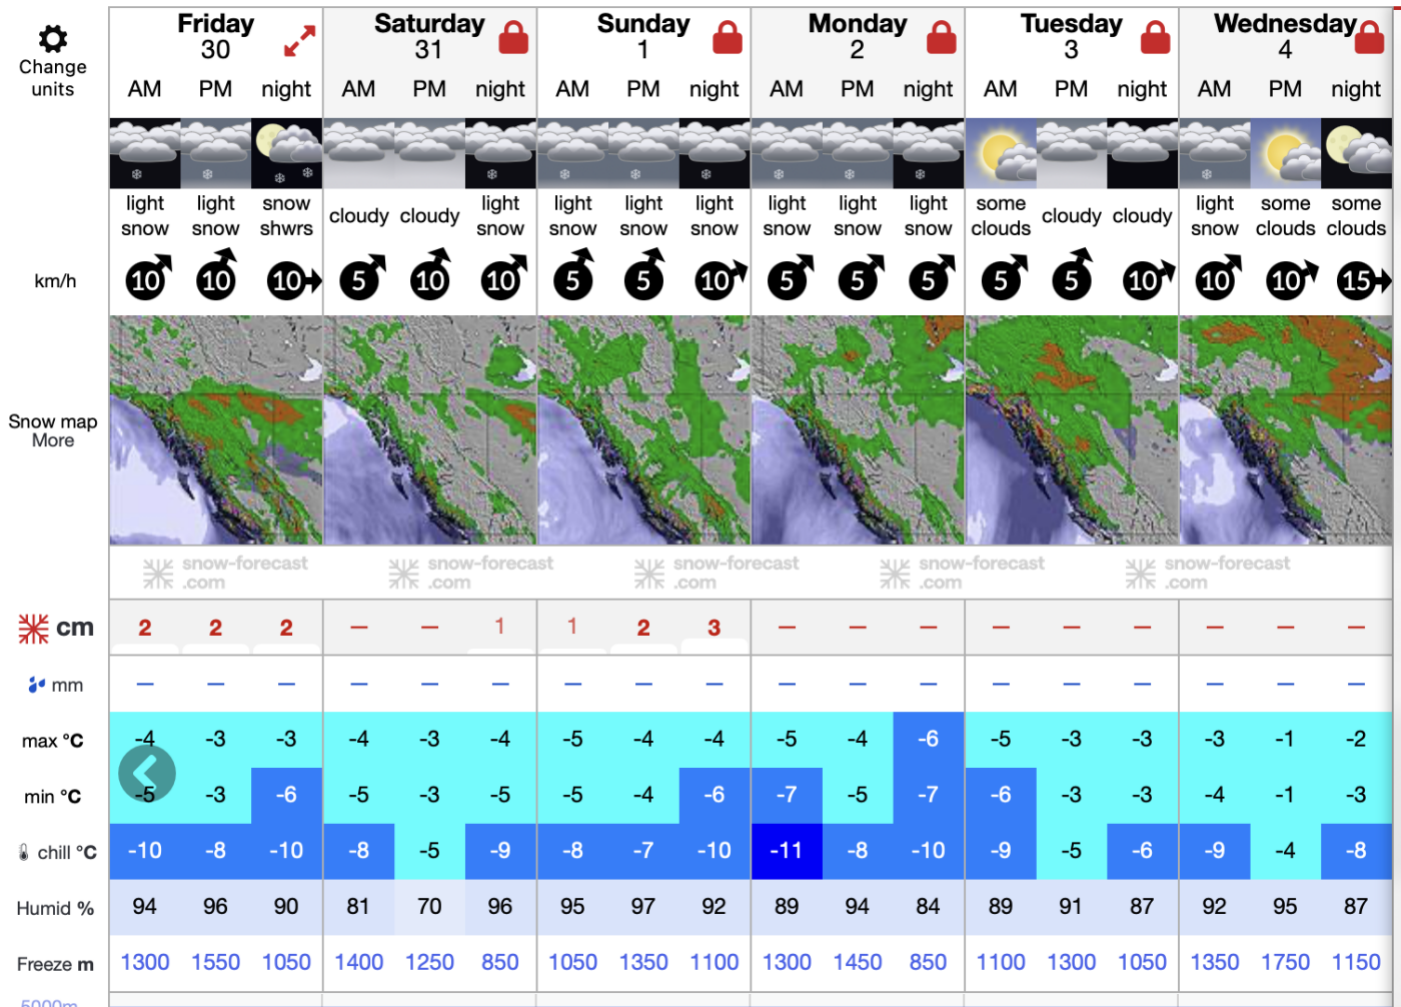 Change
units
Friday Saturday Sunday Monday Tuesday Wednesday
30 31 1 2 3 4
AM PM night AM PM night AM PM night AM PM night AM PM night AM PM night
light snow light snow snow shwrs cloudy cloudy light snow light snow light snow light snow light snow light snow light snow some clouds cloudy cloudy light snow some clouds some clouds
km/h 10 10 10 5 10 10 5 5 10 5 5 5 5 5 10 10 10 15
Snow map
More
snow-forecast .com snow-forecast .com snow-forecast .com snow-forecast .com snow-forecast .com
cm 2 2 2 — — 1 1 2 3 — — — — — — — — —
mm — — — — — — — — — — — — — — — — — —
max °C -4 -3 -3 -4 -3 -4 -5 -4 -4 -5 -4 -6 -5 -3 -3 -3 -1 -2
min °C -5 -3 -6 -5 -3 -5 -5 -4 -6 -7 -5 -7 -6 -3 -3 -4 -1 -3
chill °C -10 -8 -10 -8 -5 -9 -8 -7 -10 -11 -8 -10 -9 -5 -6 -9 -4 -8
Humid % 94 96 90 81 70 96 95 97 92 89 94 84 89 91 87 92 95 87
Freeze m 1300 1550 1050 1400 1250 850 1050 1350 1100 1300 1450 850 1100 1300 1050 1350 1750 1150
5000m